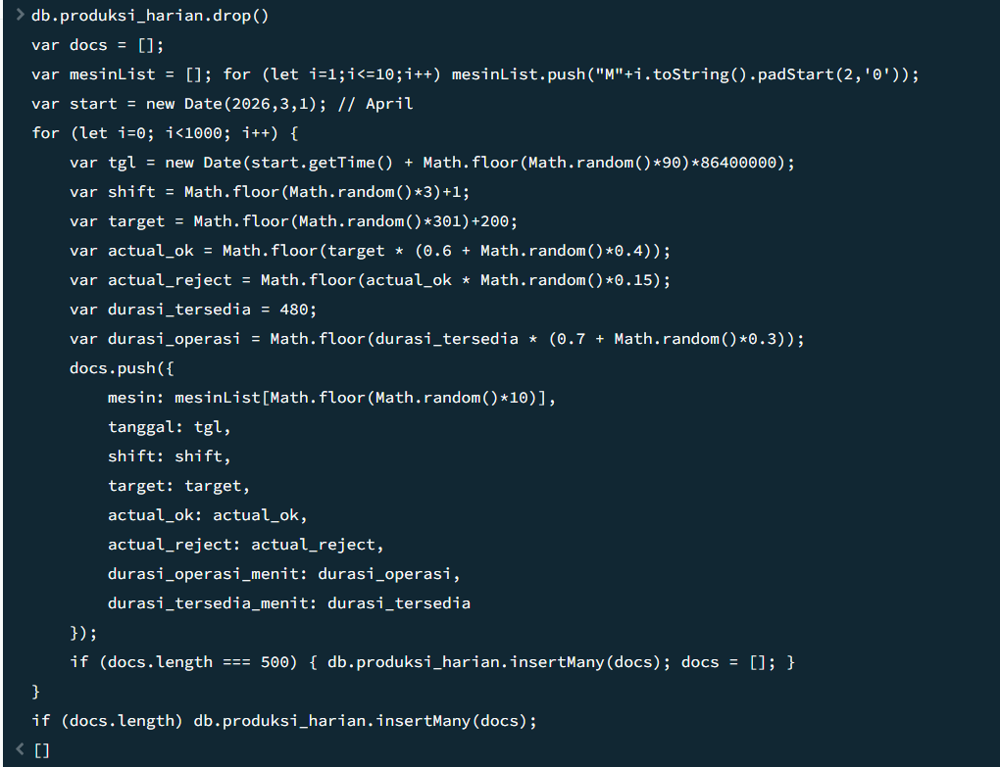 > db.produksi_harian.drop()
var docs = [];
var mesinList = []; for (let i=1;i<=10;i++) mesinList.push("M"+i.toString().padStart(2,'0'));
var start = new Date(2026,3,1); // April
for (let i=0; i<1000; i++) {
    var tgl = new Date(start.getTime() + Math.floor(Math.random()*90)*86400000);
    var shift = Math.floor(Math.random()*3)+1;
    var target = Math.floor(Math.random()*301)+200;
    var actual_ok = Math.floor(target * (0.6 + Math.random()*0.4));
    var actual_reject = Math.floor(actual_ok * Math.random()*0.15);
    var durasi_tersedia = 480;
    var durasi_operasi = Math.floor(durasi_tersedia * (0.7 + Math.random()*0.3));
    docs.push({
        mesin: mesinList[Math.floor(Math.random()*10)],
        tanggal: tgl,
        shift: shift,
        target: target,
        actual_ok: actual_ok,
        actual_reject: actual_reject,
        durasi_operasi_menit: durasi_operasi,
        durasi_tersedia_menit: durasi_tersedia
    });
    if (docs.length === 500) { db.produksi_harian.insertMany(docs); docs = []; }
}
if (docs.length) db.produksi_harian.insertMany(docs);
< []